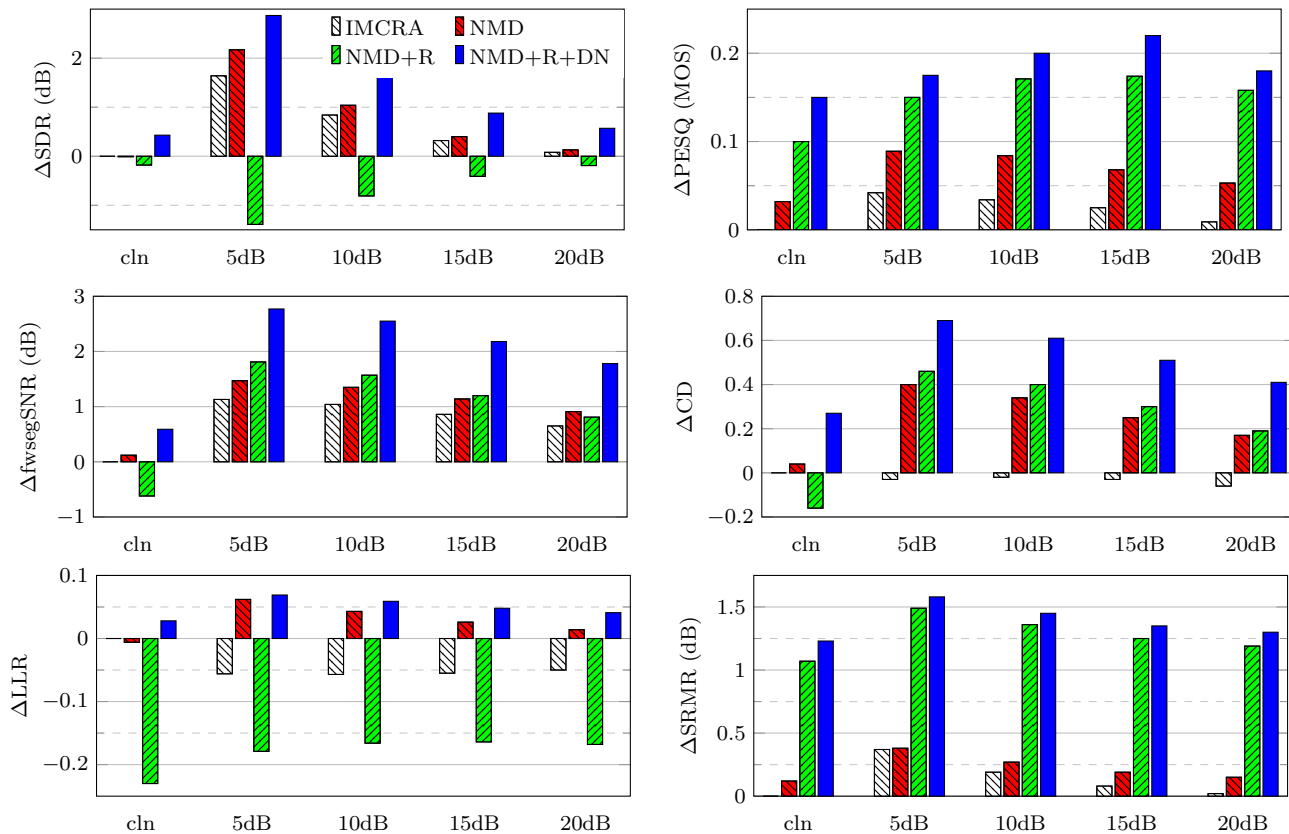 IMCRA NMD
NMD+R NMD+R+DN
ΔSDR (dB)
2
0
cln 5dB 10dB 15dB 20dB
ΔPESQ (MOS)
0.2
0.1
0
cln 5dB 10dB 15dB 20dB
ΔfwsegSNR (dB)
3
2
1
0
−1
cln 5dB 10dB 15dB 20dB
ΔCD
0.8
0.6
0.4
0.2
0
−0.2
cln 5dB 10dB 15dB 20dB
ΔLLR
0.1
0
−0.1
−0.2
cln 5dB 10dB 15dB 20dB
ΔSRMR (dB)
1.5
1
0.5
0
cln 5dB 10dB 15dB 20dB